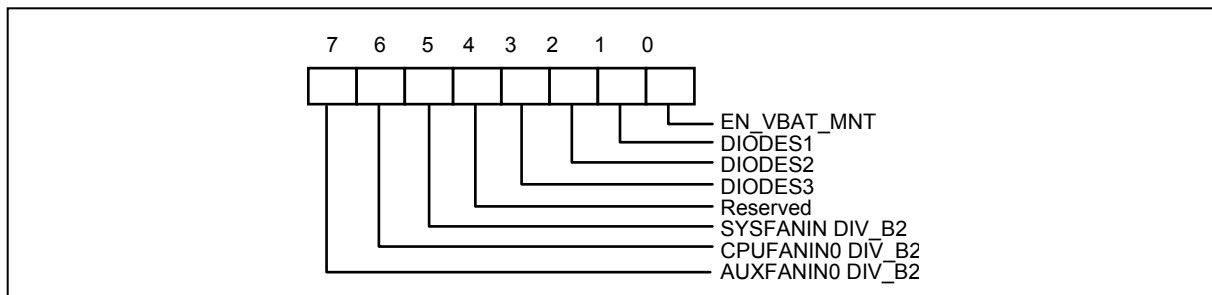 7 6 5 4 3 2 1 0
EN_VBAT_MNT
DIODES1
DIODES2
DIODES3
Reserved
SYSFANIN DIV_B2
CPUFANIN0 DIV_B2
AUXFANIN0 DIV_B2